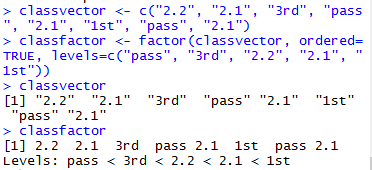 > classvector <- c("2.2", "2.1", "3rd", "pass
", "2.1", "1st", "pass", "2.1")
> classfactor <- factor(classvector, ordered=
TRUE, levels=c("pass", "3rd", "2.2", "2.1", "
1st"))
> classvector
[1] "2.2"  "2.1"  "3rd"  "pass" "2.1"  "1st"
 "pass" "2.1"
> classfactor
[1] 2.2  2.1  3rd  pass 2.1  1st  pass 2.1
Levels: pass < 3rd < 2.2 < 2.1 < 1st